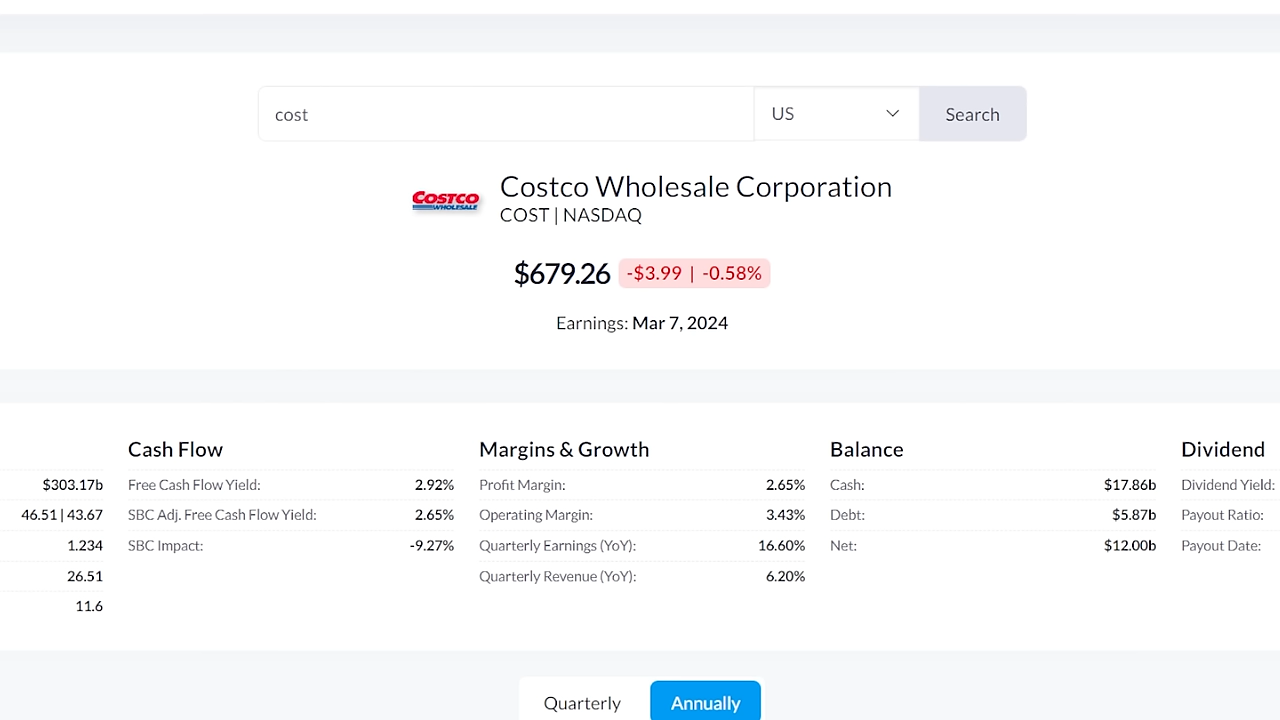 cost
US
Search
COSTCO
WHOLESALE
Costco Wholesale Corporation
COST | NASDAQ
$679.26
-$3.99 | -0.58%
Earnings: Mar 7, 2024
$303.17b
46.51 | 43.67
1.234
26.51
11.6
Cash Flow
Free Cash Flow Yield: 2.92%
SBC Adj. Free Cash Flow Yield: 2.65%
SBC Impact: -9.27%
Margins & Growth
Profit Margin: 2.65%
Operating Margin: 3.43%
Quarterly Earnings (YoY): 16.60%
Quarterly Revenue (YoY): 6.20%
Balance
Cash: $17.86b
Debt: $5.87b
Net: $12.00b
Dividend
Dividend Yield:
Payout Ratio:
Payout Date:
Quarterly
Annually